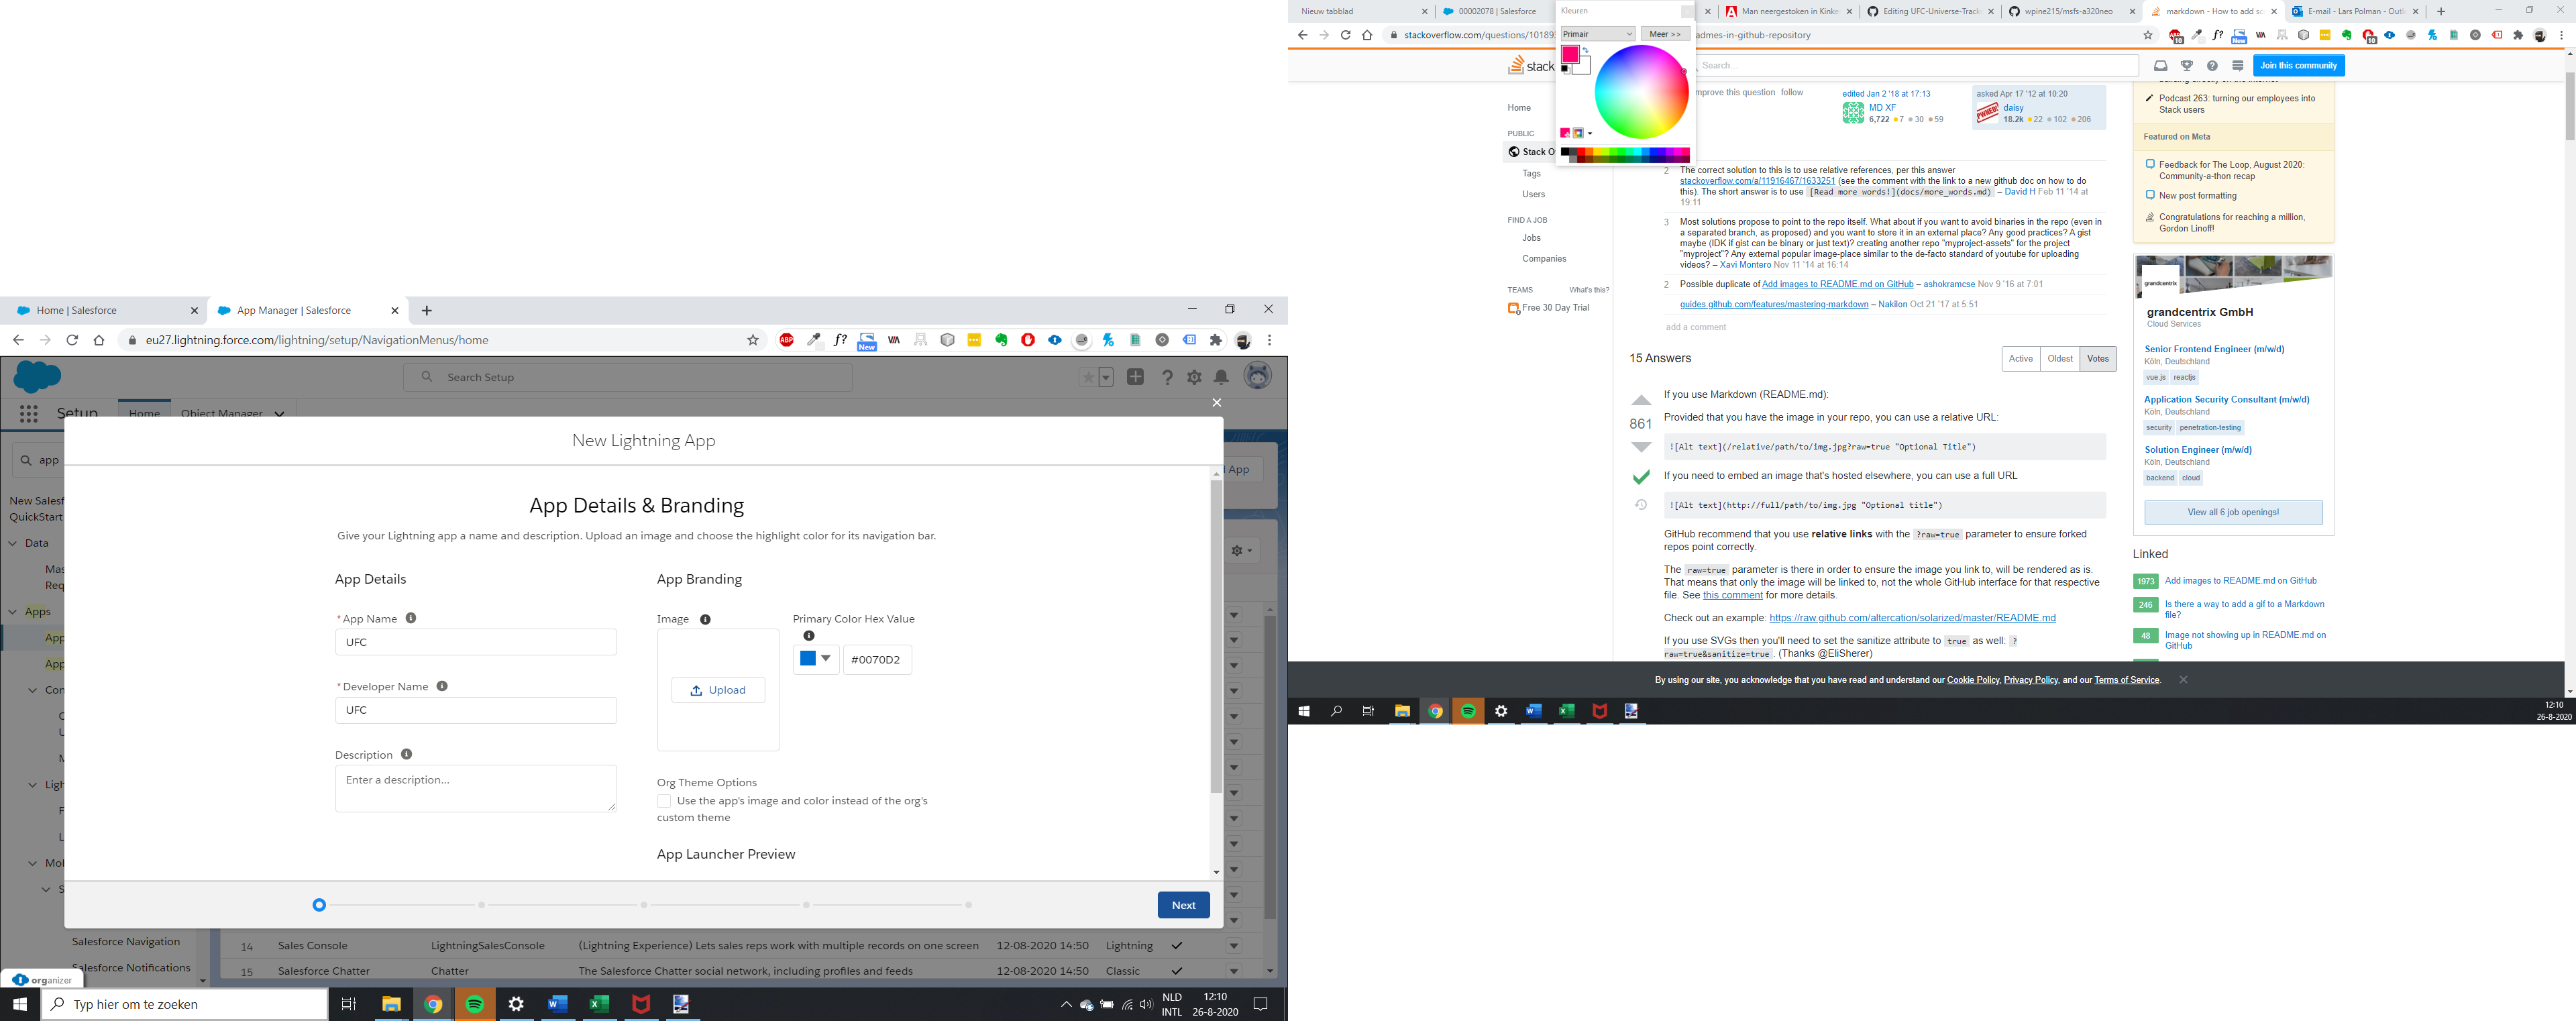 Home | Salesforce
App Manager | Salesforce
eu27.lightning.force.com/lightning/setup/NavigationMenus/home
New
Search Setup
Setup
Home
Object Manager
app
New Salesf
QuickStart
Data
Mas
Req
Apps
App
App
Con
Ligh
Mol
Salesforce Navigation
Salesforce Notifications
organizer
App
New Lightning App
App Details & Branding
Give your Lightning app a name and description. Upload an image and choose the highlight color for its navigation bar.
App Details
App Branding
*App Name
UFC
*Developer Name
UFC
Description
Enter a description...
Image
Upload
Primary Color Hex Value
#0070D2
Org Theme Options
Use the app's image and color instead of the org's
custom theme
App Launcher Preview
Next
14 Sales Console LightningSalesConsole (Lightning Experience) Lets sales reps work with multiple records on one screen 12-08-2020 14:50 Lightning
15 Salesforce Chatter Chatter The Salesforce Chatter social network, including profiles and feeds 12-08-2020 14:50 Classic
Typ hier om te zoeken
NLD
INTL
12:10
26-8-2020
Nieuw tabblad
00002078 | Salesforce
Man neergestoken in Kinke
Editing UFC-Universe-Track
wpine215/msfs-a320neo
markdown - How to add sc
E-mail - Lars Polman - Outl
stackoverflow.com/questions/10189
admes-in-github-repository
Kleuren
Primair
Meer >>
stack
Search…
Join this community
Home
PUBLIC
Stack O
Tags
Users
FIND A JOB
Jobs
Companies
TEAMS
What's this?
Free 30 Day Trial
mprove this question follow
edited Jan 2 '18 at 17:13
MD XF
6,722 7 30 59
asked Apr 17 '12 at 10:20
daisy
18.2k 22 102 206
2 The correct solution to this is to use relative references, per this answer
stackoverflow.com/a/11916467/1633251 (see the comment with the link to a new github doc on how to do
this). The short answer is to use [Read more words!](docs/more_words.md) – David H Feb 11 '14 at
19:11
3 Most solutions propose to point to the repo itself. What about if you want to avoid binaries in the repo (even in
a separated branch, as proposed) and you want to store it in an external place? Any good practices? A gist
maybe (IDK if gist can be binary or just text)? creating another repo "myproject-assets" for the project
"myproject"? Any external popular image-place similar to the de-facto standard of youtube for uploading
videos? – Xavi Montero Nov 11 '14 at 16:14
2 Possible duplicate of Add images to README.md on GitHub – ashokramcse Nov 9 '16 at 7:01
guides.github.com/features/mastering-markdown – Nakilon Oct 21 '17 at 5:51
add a comment
15 Answers
Active
Oldest
Votes
861
If you use Markdown (README.md):
Provided that you have the image in your repo, you can use a relative URL:
![Alt text](/relative/path/to/img.jpg?raw=true "Optional Title")
If you need to embed an image that's hosted elsewhere, you can use a full URL
![Alt text](http://full/path/to/img.jpg "Optional title")
GitHub recommend that you use relative links with the ?raw=true parameter to ensure forked
repos point correctly.
The raw=true parameter is there in order to ensure the image you link to, will be rendered as is.
That means that only the image will be linked to, not the whole GitHub interface for that respective
file. See this comment for more details.
Check out an example: https://raw.github.com/altercation/solarized/master/README.md
If you use SVGs then you'll need to set the sanitize attribute to true as well: ?
raw=true&sanitize=true. (Thanks @EliSherer)
Podcast 263: turning our employees into
Stack users
Featured on Meta
Feedback for The Loop, August 2020:
Community-a-thon recap
New post formatting
Congratulations for reaching a million,
Gordon Linoff!
grandcentrix
grandcentrix GmbH
Cloud Services
Senior Frontend Engineer (m/w/d)
Köln, Deutschland
vue.js reactjs
Application Security Consultant (m/w/d)
Köln, Deutschland
security penetration-testing
Solution Engineer (m/w/d)
Köln, Deutschland
backend cloud
View all 6 job openings!
Linked
1973 Add images to README.md on GitHub
246 Is there a way to add a gif to a Markdown
file?
48 Image not showing up in README.md on
GitHub
By using our site, you acknowledge that you have read and understand our Cookie Policy, Privacy Policy, and our Terms of Service.
12:10
26-8-2020